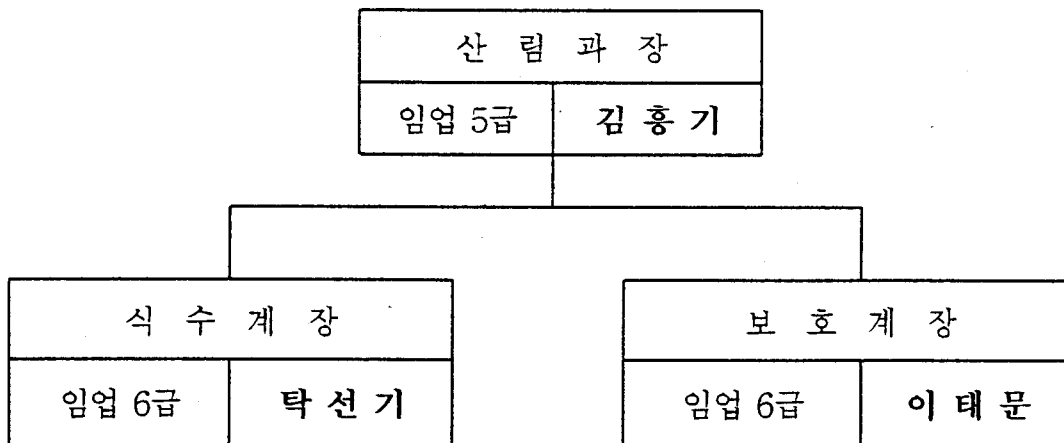 산 림 과 장
임업 5급 김 흥 기
식 수 계 장
임업 6급 탁 선 기
보 호 계 장
임업 6급 이 태 문